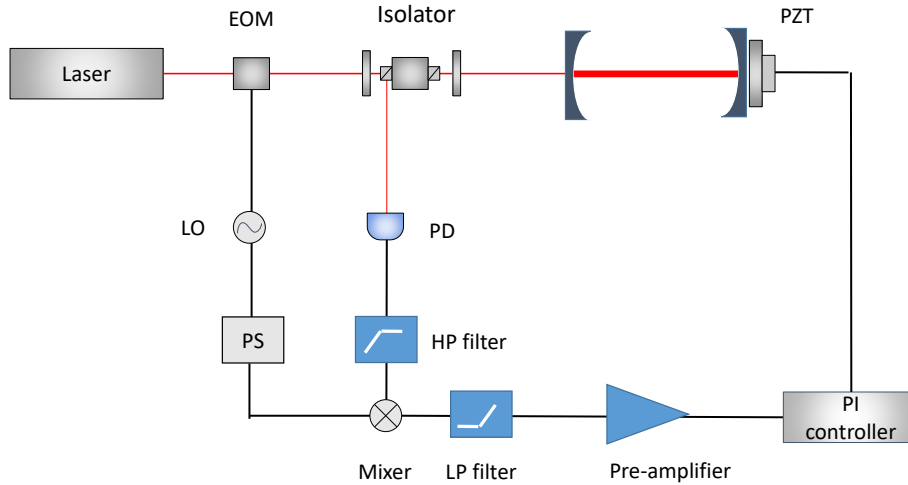 EOM
Isolator
PZT
Laser
LO
PD
PS
HP filter
PI
controller
Mixer
LP filter
Pre-amplifier